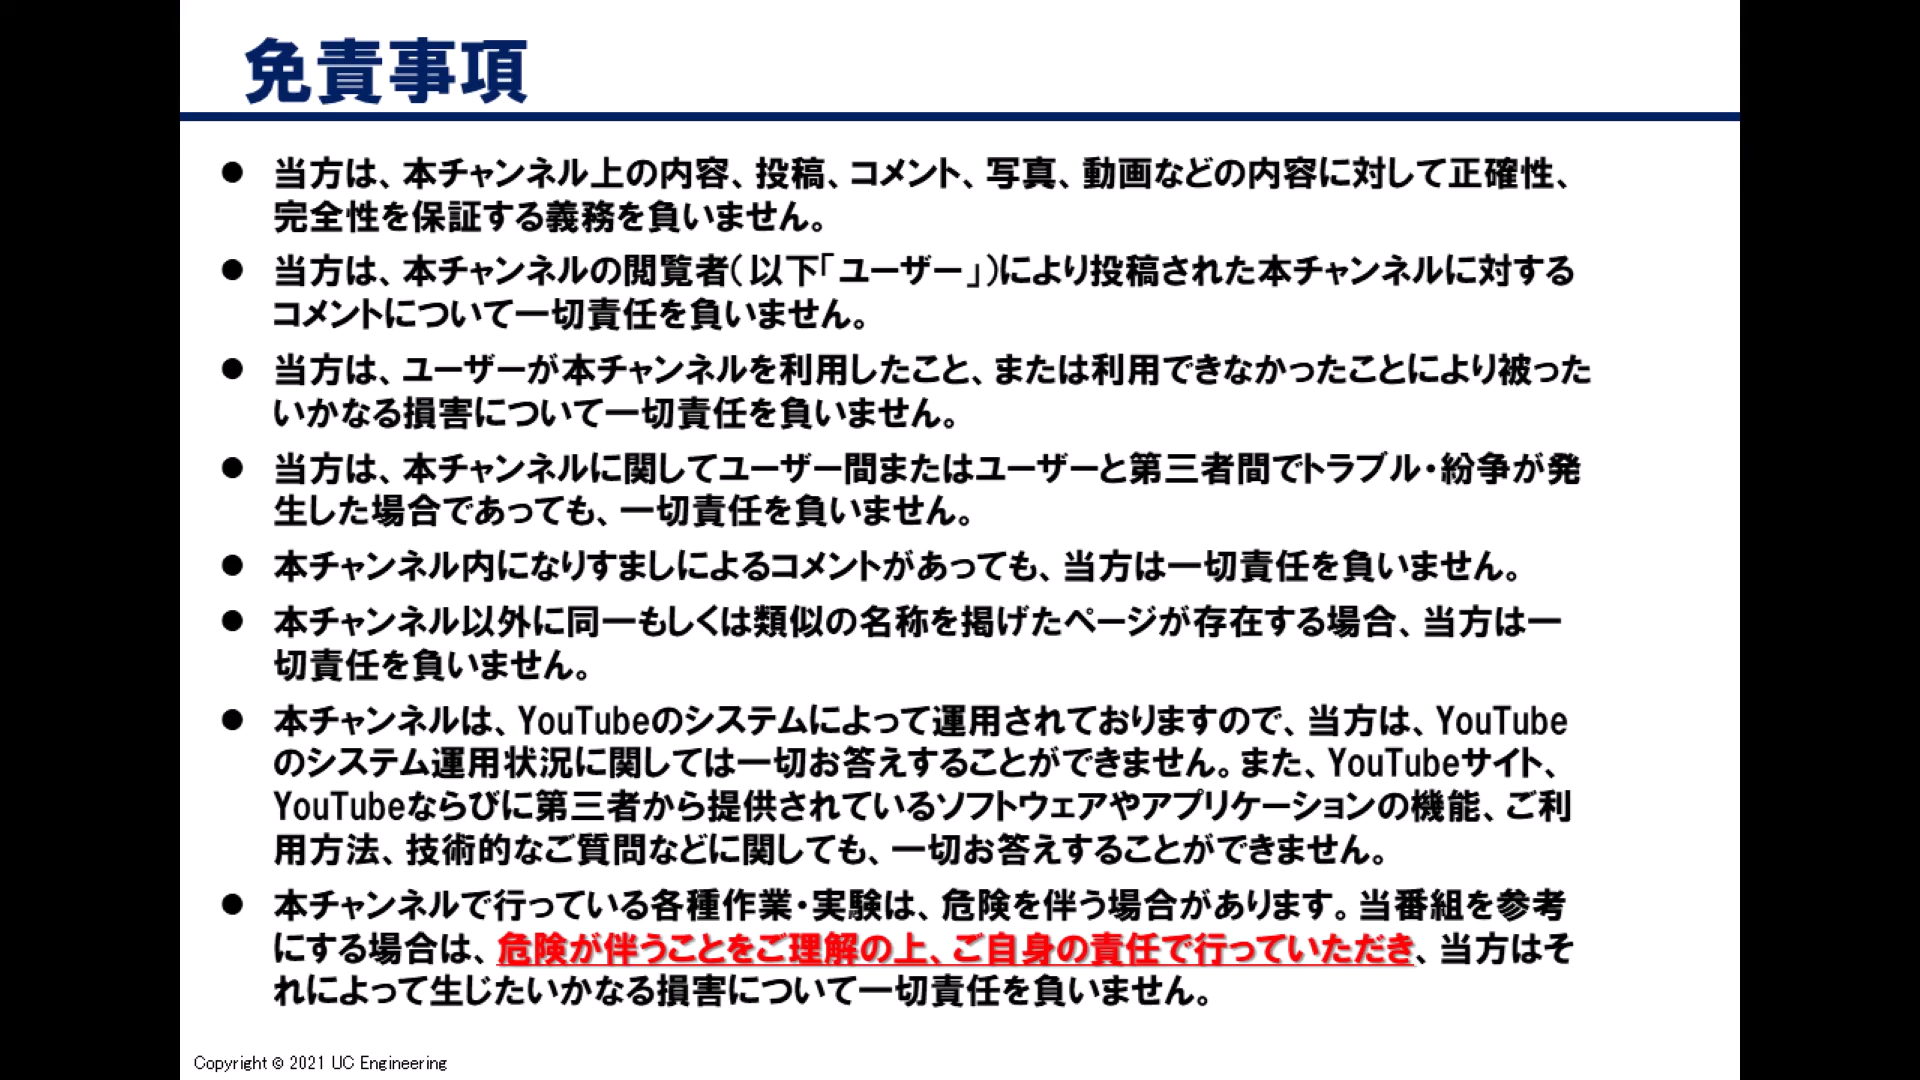 免責事項
● 当方は、本チャンネル上の内容、投稿、コメント、写真、動画などの内容に対して正確性、
完全性を保証する義務を負いません。
● 当方は、本チャンネルの閲覧者(以下「ユーザー」)により投稿された本チャンネルに対する
コメントについて一切責任を負いません。
● 当方は、ユーザーが本チャンネルを利用したこと、または利用できなかったことにより被った
いかなる損害について一切責任を負いません。
● 当方は、本チャンネルに関してユーザー間またはユーザーと第三者間でトラブル・紛争が発
生した場合であっても、一切責任を負いません。
● 本チャンネル内になりすましによるコメントがあっても、当方は一切責任を負いません。
● 本チャンネル以外に同一もしくは類似の名称を掲げたページが存在する場合、当方は一
切責任を負いません。
● 本チャンネルは、YouTubeのシステムによって運用されておりますので、当方は、YouTube
のシステム運用状況に関しては一切お答えすることができません。また、YouTubeサイト、
YouTubeならびに第三者から提供されているソフトウェアやアプリケーションの機能、ご利
用方法、技術的なご質問などに関しても、一切お答えすることができません。
● 本チャンネルで行っている各種作業・実験は、危険を伴う場合があります。当番組を参考
にする場合は、危険が伴うことをご理解の上、ご自身の責任で行っていただき、当方はそ
れによって生じたいかなる損害について一切責任を負いません。
Copyright © 2021 UC Engineering